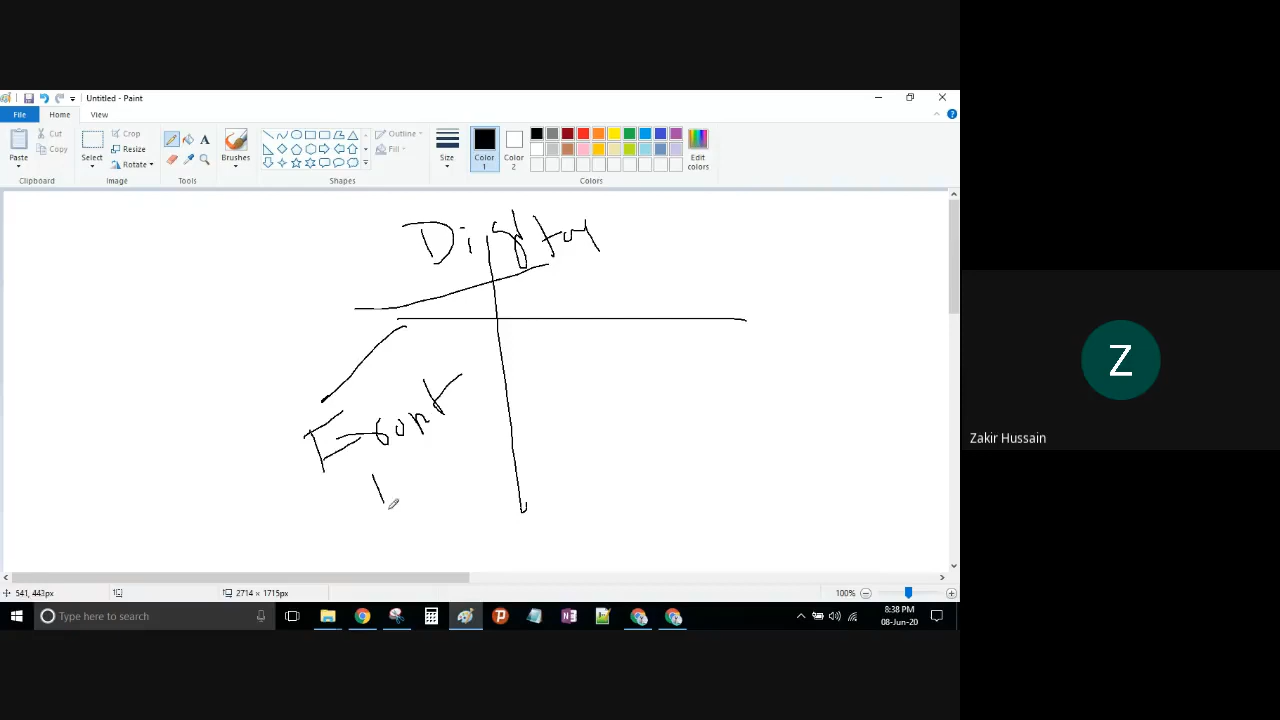 Untitled - Paint
File Home View
Cut Crop Outline
Copy Resize Fill
Paste Select Rotate Brushes Size Color 1 Color 2 Edit colors
Clipboard Image Tools Shapes Colors
Front
Z
Zakir Hussain
541, 443px 2714 × 1715px 100%
Type here to search
8:38 PM
08-Jun-20